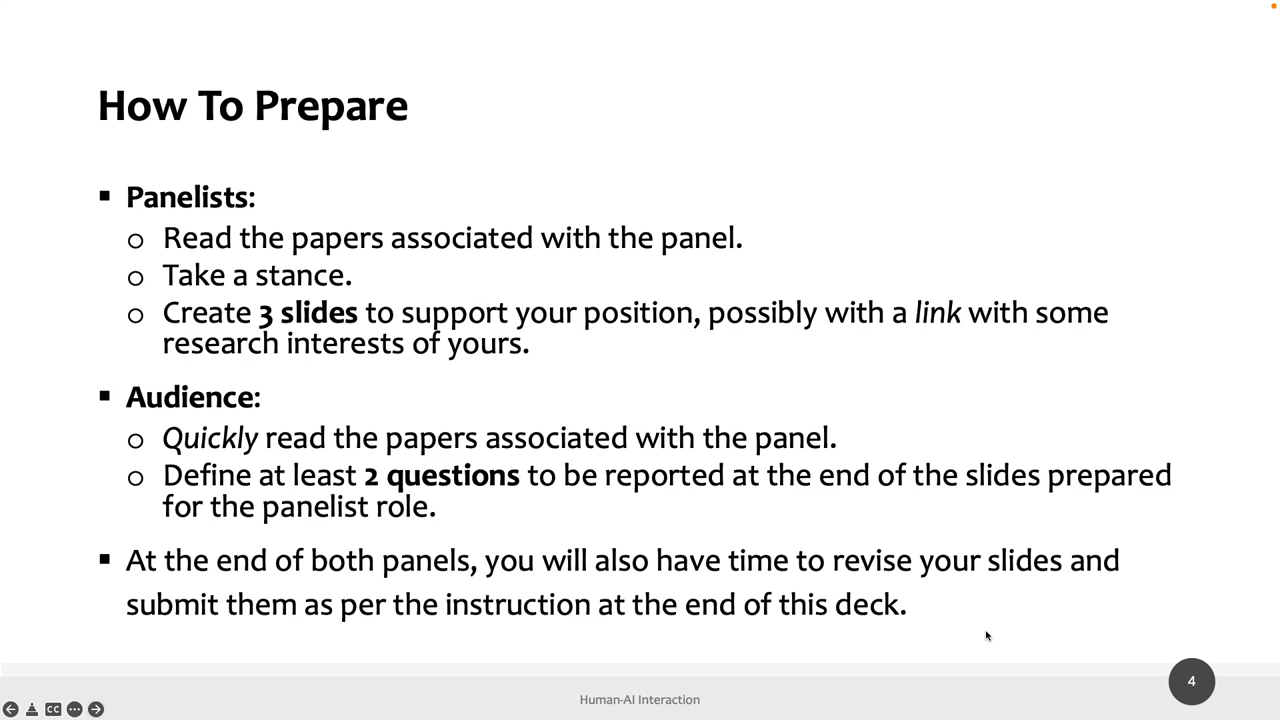 How To Prepare
▪ Panelists:
o Read the papers associated with the panel.
o Take a stance.
o Create 3 slides to support your position, possibly with a link with some
research interests of yours.
▪ Audience:
o Quickly read the papers associated with the panel.
o Define at least 2 questions to be reported at the end of the slides prepared
for the panelist role.
▪ At the end of both panels, you will also have time to revise your slides and
submit them as per the instruction at the end of this deck.
Human-AI Interaction
4
CC